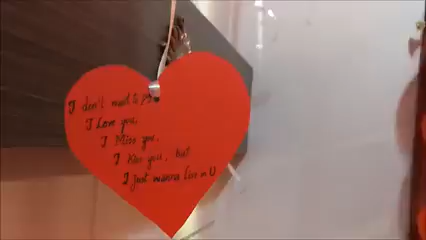 I don't want to
I Love you,
I Miss you,
I Kiss you, but
I just wanna Live in U